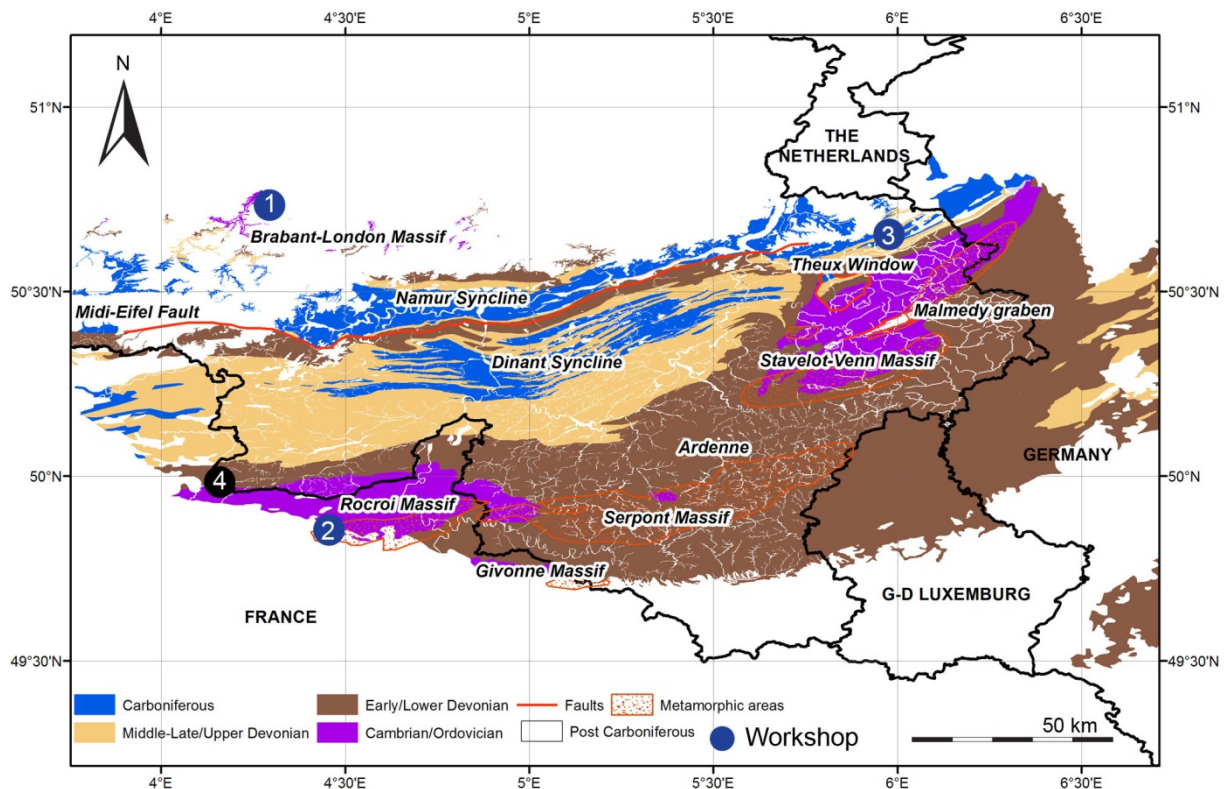 4°E
4°30'E
5°E
5°30'E
6°E
6°30'E
N
51°N
51°N
THE
NETHERLANDS
1
Brabant-London Massif
3
Theux Window
50°30'N
50°30'N
Namur Syncline
Midi-Eifel Fault
Malmedy graben
Dinant Syncline
Stavelot-Venn Massif
Ardenne
GERMANY
50°N
50°N
4
Rocroi Massif
Serpont Massif
2
Givonne Massif
G-D LUXEMBURG
FRANCE
49°30'N
49°30'N
Carboniferous
Early/Lower Devonian
Faults
Metamorphic areas
Middle-Late/Upper Devonian
Cambrian/Ordovician
Post Carboniferous
Workshop
50 km
4°E
4°30'E
5°E
5°30'E
6°E
6°30'E